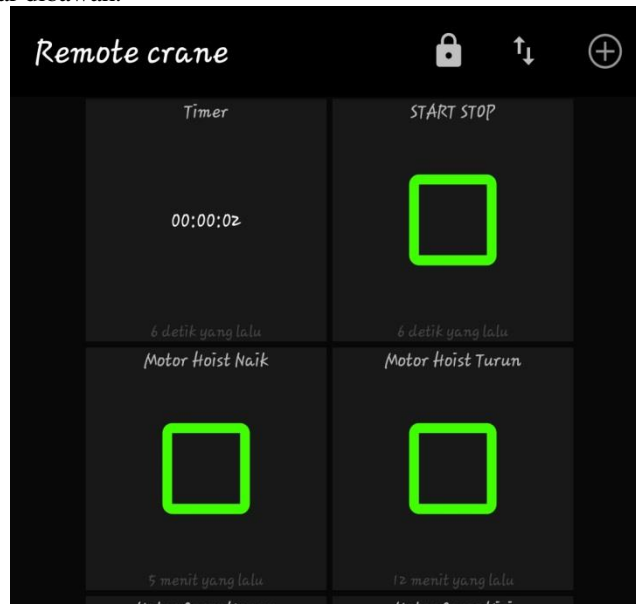 Remote crane
Timer
START STOP
00:00:02
6 detik yang lalu
6 detik yang lalu
Motor Hoist Naik
Motor Hoist Turun
5 menit yang lalu
12 menit yang lalu